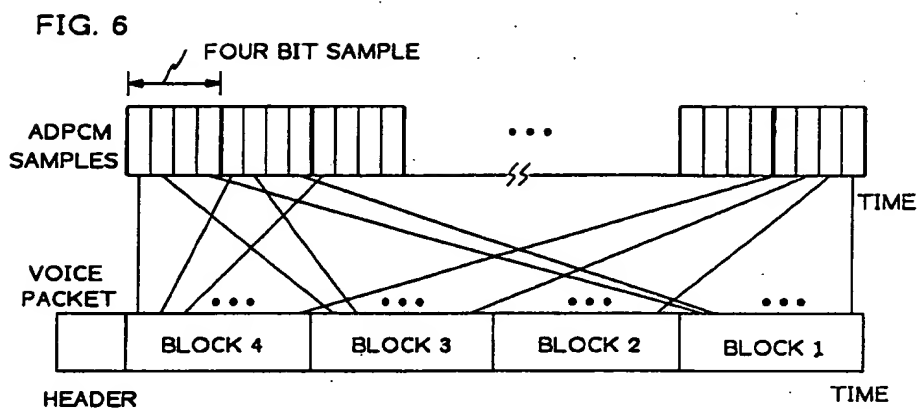 FIG. 6
FOUR BIT SAMPLE
ADPCM
SAMPLES
TIME
VOICE
PACKET
BLOCK 4 BLOCK 3 BLOCK 2 BLOCK 1
HEADER
TIME